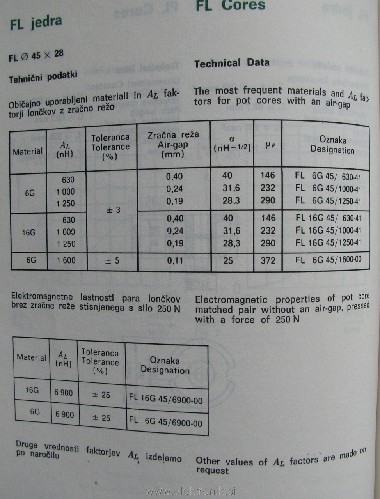 FL jedra
FL Cores
FL Ø 45 × 28
Tehnični podatki
Technical Data
Običajno uporabljeni materiali in AL fak-
torji lončkov z zračno režo
The most frequent materials and AL fac-
tors for pot cores with an air-gap
Material | AL (nH) | Toleranca Tolerance (%) | Zračna reža Air-gap (mm) | α (nH−1/2) | μe | Oznaka Designation
6G | 630 | ± 3 | 0,40 | 40 | 146 | FL 6G 45/ 630-41
1 000 | 0,24 | 31,6 | 232 | FL 6G 45/1000-41
1 250 | 0,19 | 28,3 | 290 | FL 6G 45/1250-41
16G | 630 | 0,40 | 40 | 146 | FL 16G 45/ 630-41
1 000 | 0,24 | 31,6 | 232 | FL 16G 45/1000-41
1 250 | 0,19 | 28,3 | 290 | FL 16G 45/1250-41
6G | 1 600 | ± 5 | 0,11 | 25 | 372 | FL 6G 45/1600-00
Elektromagnetne lastnosti para lončkov
brez zračne reže stisnjenega s silo 250 N
Electromagnetic properties of pot core
matched pair without an air-gap, pressed
with a force of 250 N
Material | AL (nH) | Toleranca Tolerance (%) | Oznaka Designation
16G | 6 900 | ± 25 | FL 16G 45/6900-00
6G | 6 900 | ± 25 | FL 6G 45/6900-00
Druge vrednosti faktorjev AL izdelamo
po naročilu
Other values of AL factors are made on
request